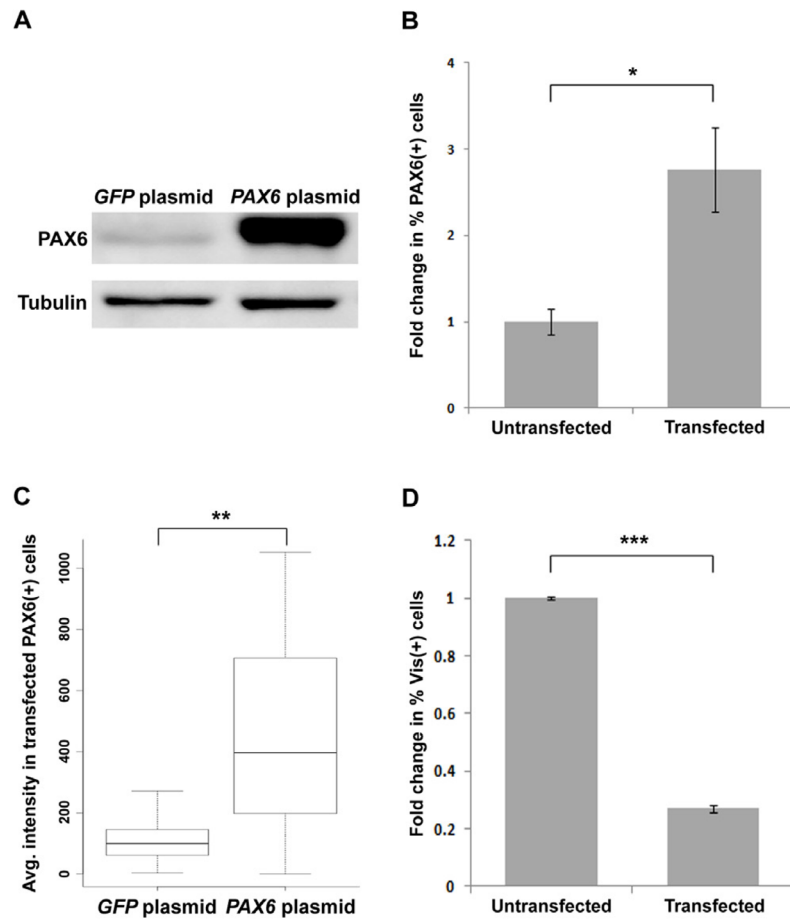 A
GFP plasmid PAX6 plasmid
PAX6
Tubulin
B
Fold change in % PAX6(+) cells
4
3
2
1
0
*
Untransfected Transfected
C
Avg. intensity in transfected PAX6(+) cells
1000
800
600
400
200
0
**
GFP plasmid PAX6 plasmid
D
Fold change in % Vis(+) cells
1.2
1
0.8
0.6
0.4
0.2
0
***
Untransfected Transfected